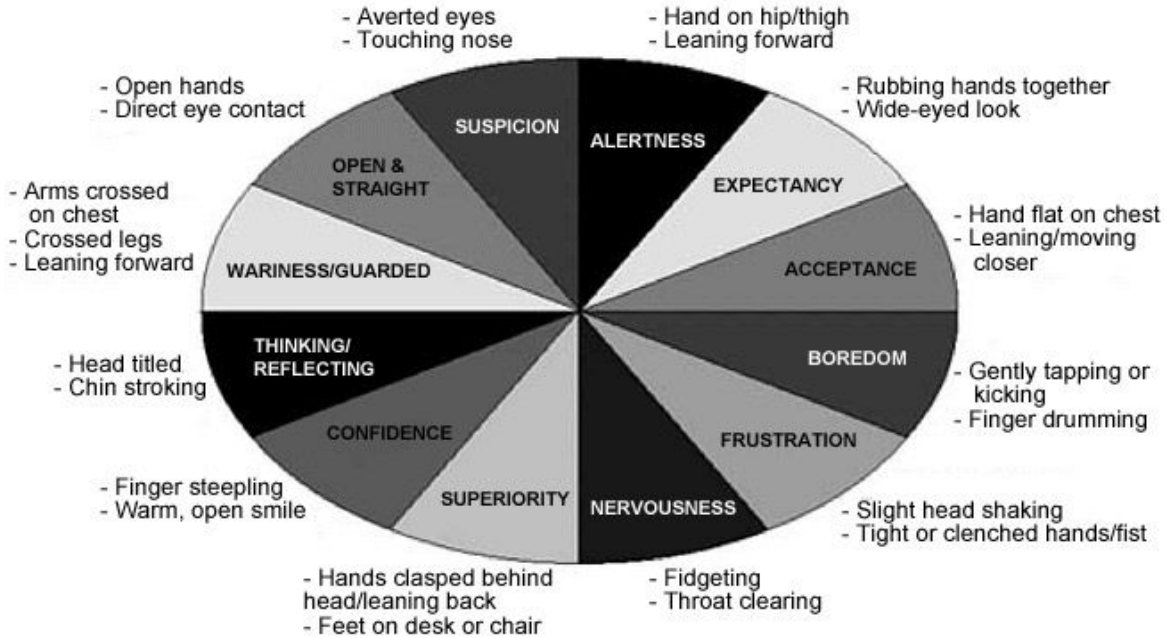 - Averted eyes
- Touching nose
- Hand on hip/thigh
- Leaning forward
- Open hands
- Direct eye contact
- Rubbing hands together
- Wide-eyed look
SUSPICION
ALERTNESS
OPEN &
STRAIGHT
EXPECTANCY
- Arms crossed
on chest
- Crossed legs
- Leaning forward
- Hand flat on chest
- Leaning/moving
closer
WARINESS/GUARDED
ACCEPTANCE
THINKING/
REFLECTING
BOREDOM
- Head titled
- Chin stroking
- Gently tapping or
kicking
- Finger drumming
CONFIDENCE
FRUSTRATION
- Finger steepling
- Warm, open smile
SUPERIORITY
NERVOUSNESS
- Slight head shaking
- Tight or clenched hands/fist
- Hands clasped behind
head/leaning back
- Feet on desk or chair
- Fidgeting
- Throat clearing